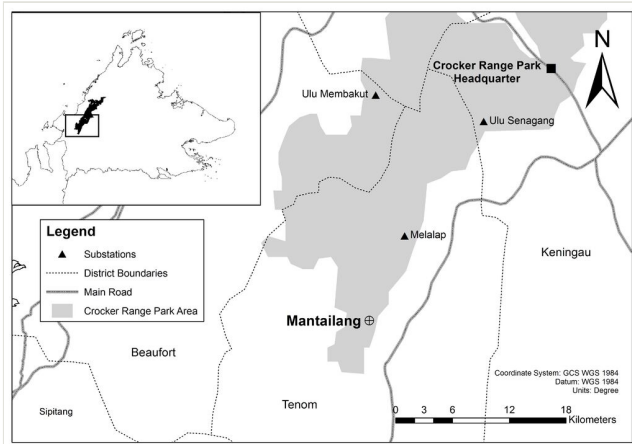 N
Crocker Range Park
Headquarter
Ulu Membakut
Ulu Senagang
Melalap
Keningau
Legend
Substations
District Boundaries
Main Road
Crocker Range Park Area
Mantailang
Beaufort
Sipitang
Tenom
Coordinate System: GCS WGS 1984
Datum: WGS 1984
Units: Degree
0 3 6 12 18
Kilometers